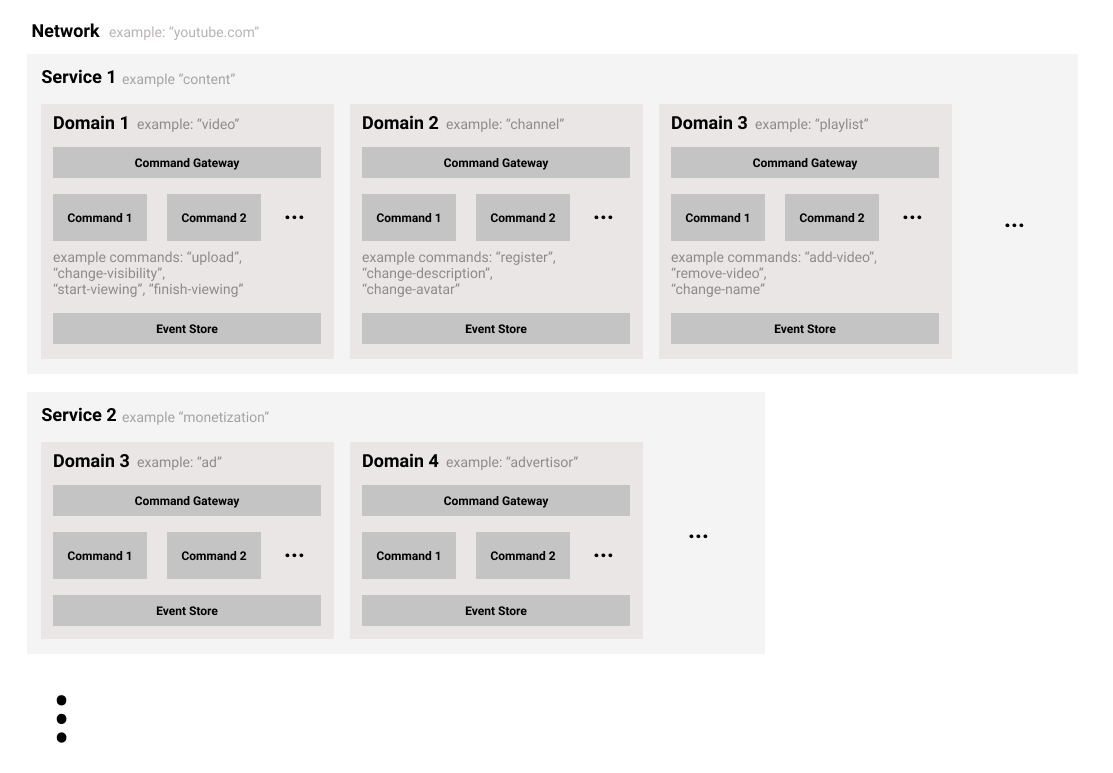 Network example: “youtube.com”
Service 1 example “content”
Domain 1 example: “video”
Command Gateway
Command 1 Command 2 •••
example commands: “upload”,
“change-visibility”,
“start-viewing”, “finish-viewing”
Event Store
Domain 2 example: “channel”
Command Gateway
Command 1 Command 2 •••
example commands: “register”,
“change-description”,
“change-avatar”
Event Store
Domain 3 example: “playlist”
Command Gateway
Command 1 Command 2 •••
example commands: “add-video”,
“remove-video”,
“change-name”
Event Store
•••
Service 2 example “monetization”
Domain 3 example: “ad”
Command Gateway
Command 1 Command 2 •••
Event Store
Domain 4 example: “advertisor”
Command Gateway
Command 1 Command 2 •••
Event Store
•••